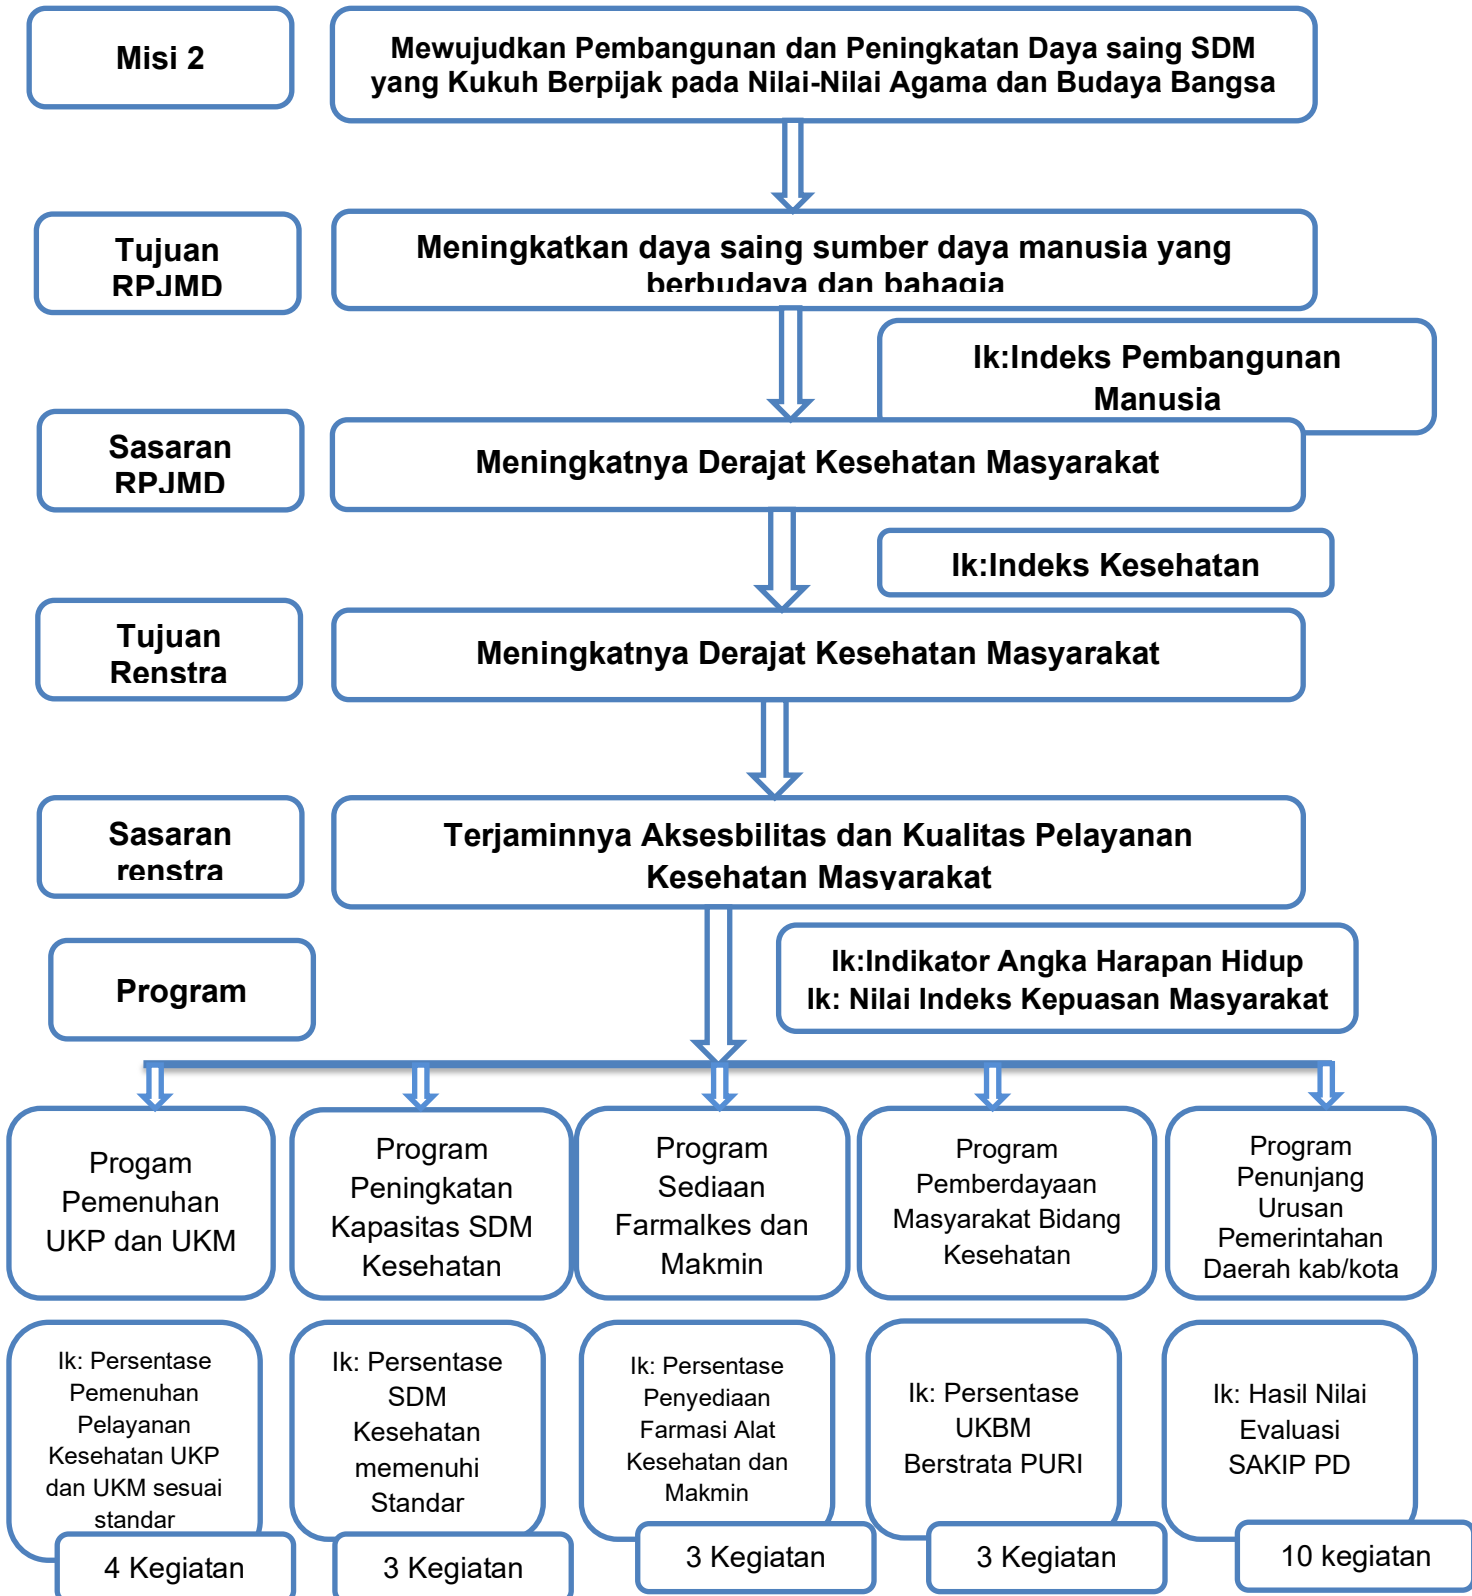 Misi 2
Mewujudkan Pembangunan dan Peningkatan Daya saing SDM
yang Kukuh Berpijak pada Nilai-Nilai Agama dan Budaya Bangsa
Tujuan
RPJMD
Meningkatkan daya saing sumber daya manusia yang
berbudaya dan bahagia
Ik:Indeks Pembangunan
Manusia
Sasaran
RPJMD
Meningkatnya Derajat Kesehatan Masyarakat
Ik:Indeks Kesehatan
Tujuan
Renstra
Meningkatnya Derajat Kesehatan Masyarakat
Sasaran
renstra
Terjaminnya Aksesbilitas dan Kualitas Pelayanan
Kesehatan Masyarakat
Program
Ik:Indikator Angka Harapan Hidup
Ik: Nilai Indeks Kepuasan Masyarakat
Progam
Pemenuhan
UKP dan UKM
Program
Peningkatan
Kapasitas SDM
Kesehatan
Program
Sediaan
Farmalkes dan
Makmin
Program
Pemberdayaan
Masyarakat Bidang
Kesehatan
Program
Penunjang
Urusan
Pemerintahan
Daerah kab/kota
Ik: Persentase
Pemenuhan
Pelayanan
Kesehatan UKP
dan UKM sesuai
standar
4 Kegiatan
Ik: Persentase
SDM
Kesehatan
memenuhi
Standar
3 Kegiatan
Ik: Persentase
Penyediaan
Farmasi Alat
Kesehatan dan
Makmin
3 Kegiatan
Ik: Persentase
UKBM
Berstrata PURI
3 Kegiatan
Ik: Hasil Nilai
Evaluasi
SAKIP PD
10 kegiatan